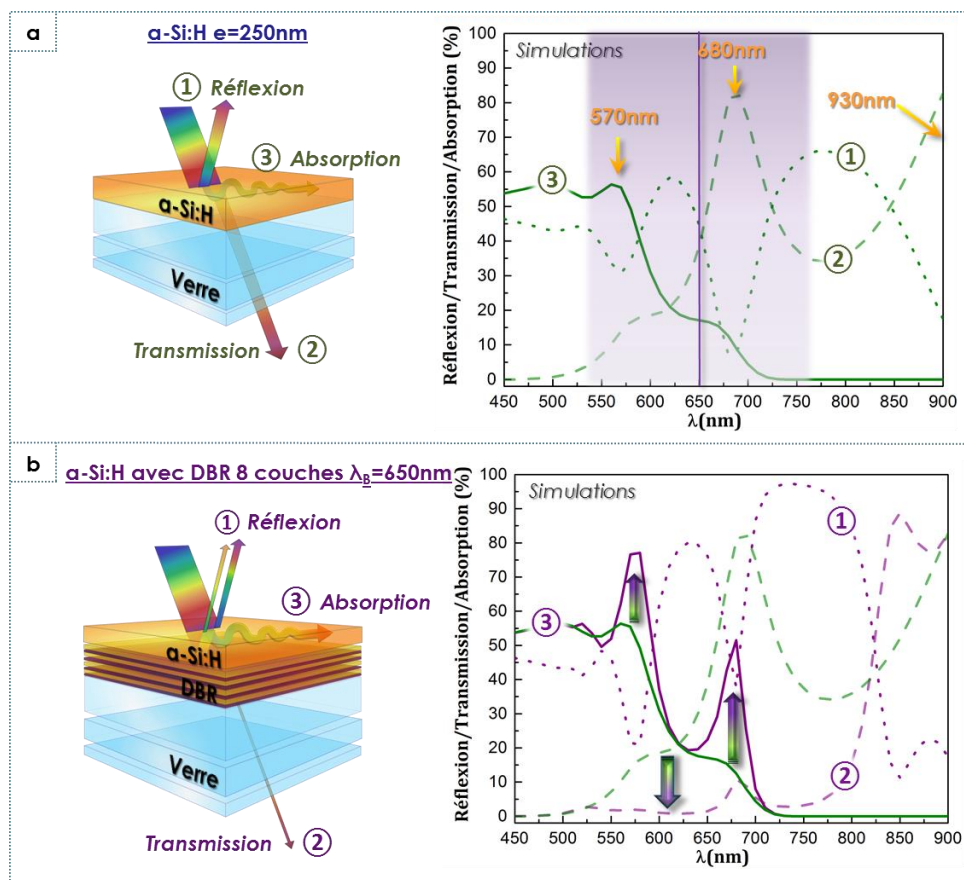 a
α-Si:H e=250nm
① Réflexion
③ Absorption
α-Si:H
Verre
Transmission ②
Réflexion/Transmission/Absorption (%)
100
90
80
70
60
50
40
30
20
10
0
Simulations
680nm
570nm
930nm
①
③
②
450 500 550 600 650 700 750 800 850 900
λ(nm)
b
α-Si:H avec DBR 8 couches λB=650nm
① Réflexion
③ Absorption
α-Si:H
DBR
Verre
Transmission ②
Réflexion/Transmission/Absorption (%)
100
90
80
70
60
50
40
30
20
10
0
Simulations
①
③
②
450 500 550 600 650 700 750 800 850 900
λ(nm)